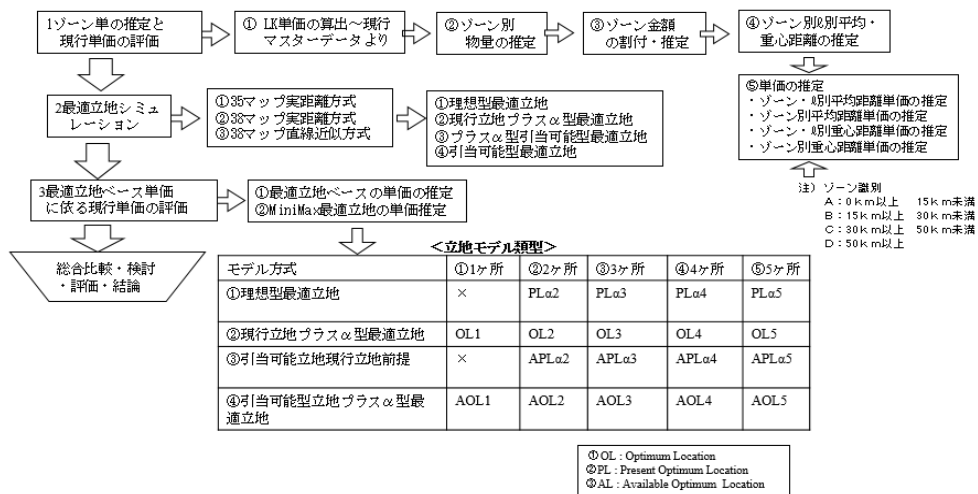 1ゾーン単の推定と
現行単価の評価
① LK単価の算出～現行
マスターデータより
②ゾーン別
物量の推定
③ゾーン金額
の割付・推定
④ゾーン別ℓ別平均・
重心距離の推定
⑤単価の推定
・ゾーン・ℓ別平均距離単価の推定
・ゾーン別平均距離単価の推定
・ゾーン・ℓ別重心距離単価の推定
・ゾーン別重心距離単価の推定
注) ゾーン識別
A：0km以上 15km未満
B：15km以上 30km未満
C：30km以上 50km未満
D：50km以上
2最適立地シミュ
レーション
①35マップ実距離方式
②38マップ実距離方式
③38マップ直線近似方式
①理想型最適立地
②現行立地プラスα型最適立地
③プラスα型引当可能型最適立地
④引当可能型最適立地
3最適立地ベース単価
に依る現行単価の評価
①最適立地ベースの単価の推定
②MiniMax最適立地の単価推定
総合比較・検討
・評価・結論
＜立地モデル類型＞
モデル方式 ①1ヶ所 ②2ヶ所 ③3ヶ所 ④4ヶ所 ⑤5ヶ所
①理想型最適立地 × PLα2 PLα3 PLα4 PLα5
②現行立地プラスα型最適立地 OL1 OL2 OL3 OL4 OL5
③引当可能立地現行立地前提 × APLα2 APLα3 APLα4 APLα5
④引当可能型立地プラスα型最
適立地 AOL1 AOL2 AOL3 AOL4 AOL5
①OL : Optimum Location
②PL : Present Optimum Location
③AL : Available Optimum Location